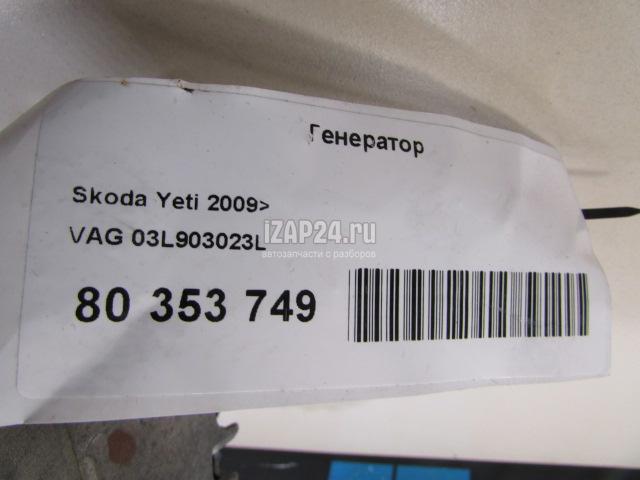 Генератор
Skoda Yeti 2009>
iZAP24.ru
VAG 03L903023L
автозапчасти с разборов
80 353 749